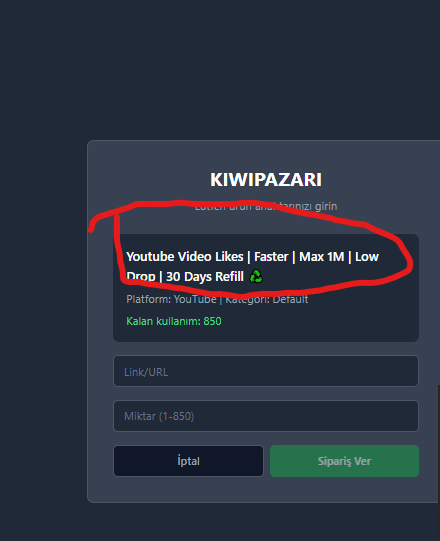 KIWIPAZARI
Lütfen ürün anahtarınızı girin
Youtube Video Likes | Faster | Max 1M | Low
Drop | 30 Days Refill ♻️
Platform: YouTube | Kategori: Default
Kalan kullanım: 850
Link/URL
Miktar (1-850)
İptal
Sipariş Ver